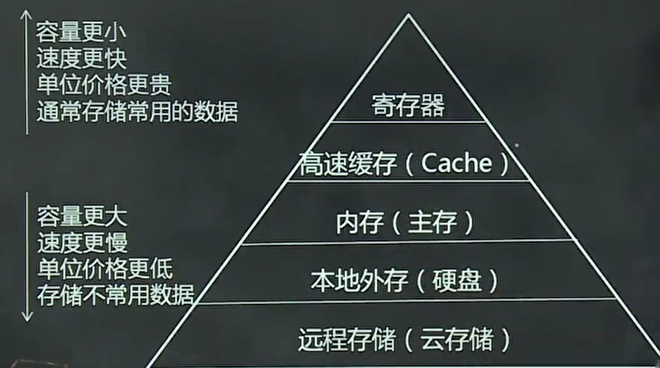 容量更小
速度更快
单位价格更贵
通常存储常用的数据
寄存器
高速缓存（Cache）
内存（主存）
容量更大
速度更慢
单位价格更低
存储不常用数据
本地外存（硬盘）
远程存储（云存储）